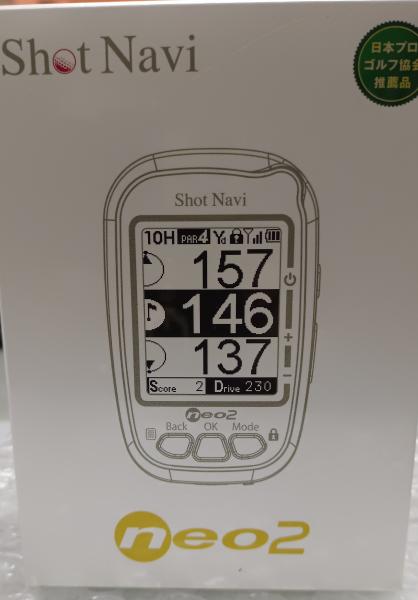 Shot Navi
日本プロ
ゴルフ協会
推薦品
Shot Navi
10H PAR4 Yd
157
146
137
Score 2 Drive 230
neo2
Back OK Mode
neo2